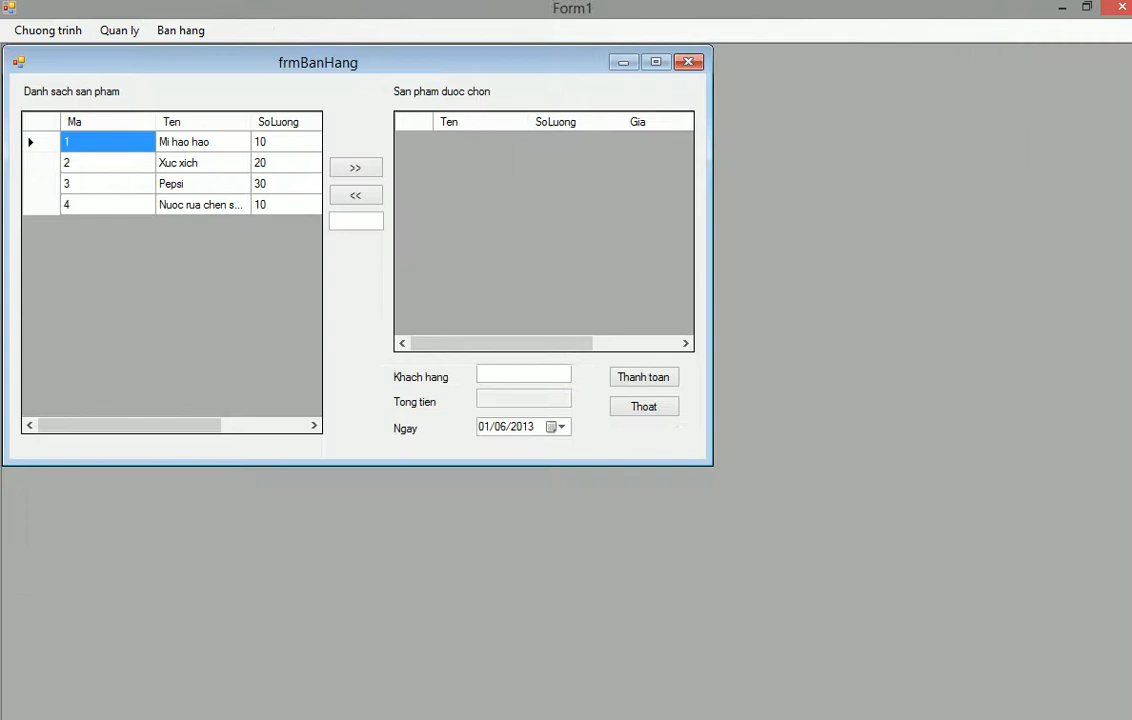 Form1
Chuong trinh Quan ly Ban hang
frmBanHang
Danh sach san pham
Ma Ten SoLuong
1 Mi hao hao 10
2 Xuc xich 20
3 Pepsi 30
4 Nuoc rua chen s... 10
>>
<<
San pham duoc chon
Ten SoLuong Gia
Khach hang
Tong tien
Ngay 01/06/2013
Thanh toan
Thoat